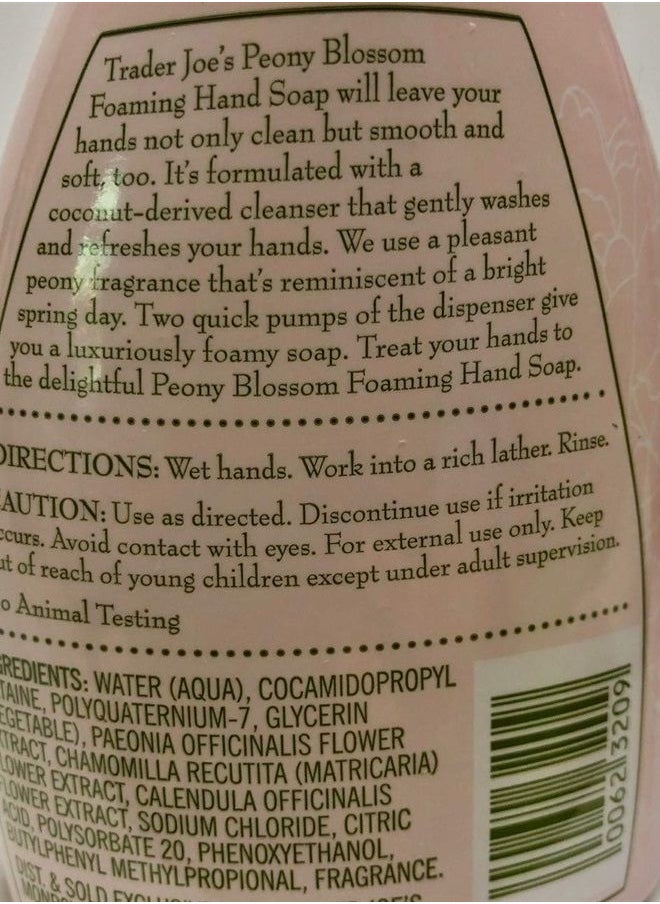 Trader Joe's Peony Blossom
Foaming Hand Soap will leave your
hands not only clean but smooth and
soft, too. It's formulated with a
coconut-derived cleanser that gently washes
and refreshes your hands. We use a pleasant
peony fragrance that's reminiscent of a bright
spring day. Two quick pumps of the dispenser give
you a luxuriously foamy soap. Treat your hands to
the delightful Peony Blossom Foaming Hand Soap.
DIRECTIONS: Wet hands. Work into a rich lather. Rinse.
AUTION: Use as directed. Discontinue use if irritation
ccurs. Avoid contact with eyes. For external use only. Keep
ut of reach of young children except under adult supervision.
o Animal Testing
GREDIENTS: WATER (AQUA), COCAMIDOPROPYL
TAINE, POLYQUATERNIUM-7, GLYCERIN
EGETABLE), PAEONIA OFFICINALIS FLOWER
TRACT, CHAMOMILLA RECUTITA (MATRICARIA)
LOWER EXTRACT, CALENDULA OFFICINALIS
FLOWER EXTRACT, SODIUM CHLORIDE, CITRIC
ACID, POLYSORBATE 20, PHENOXYETHANOL,
BUTYLPHENYL METHYLPROPIONAL, FRAGRANCE.
DIST. & SOLD
0062 3209